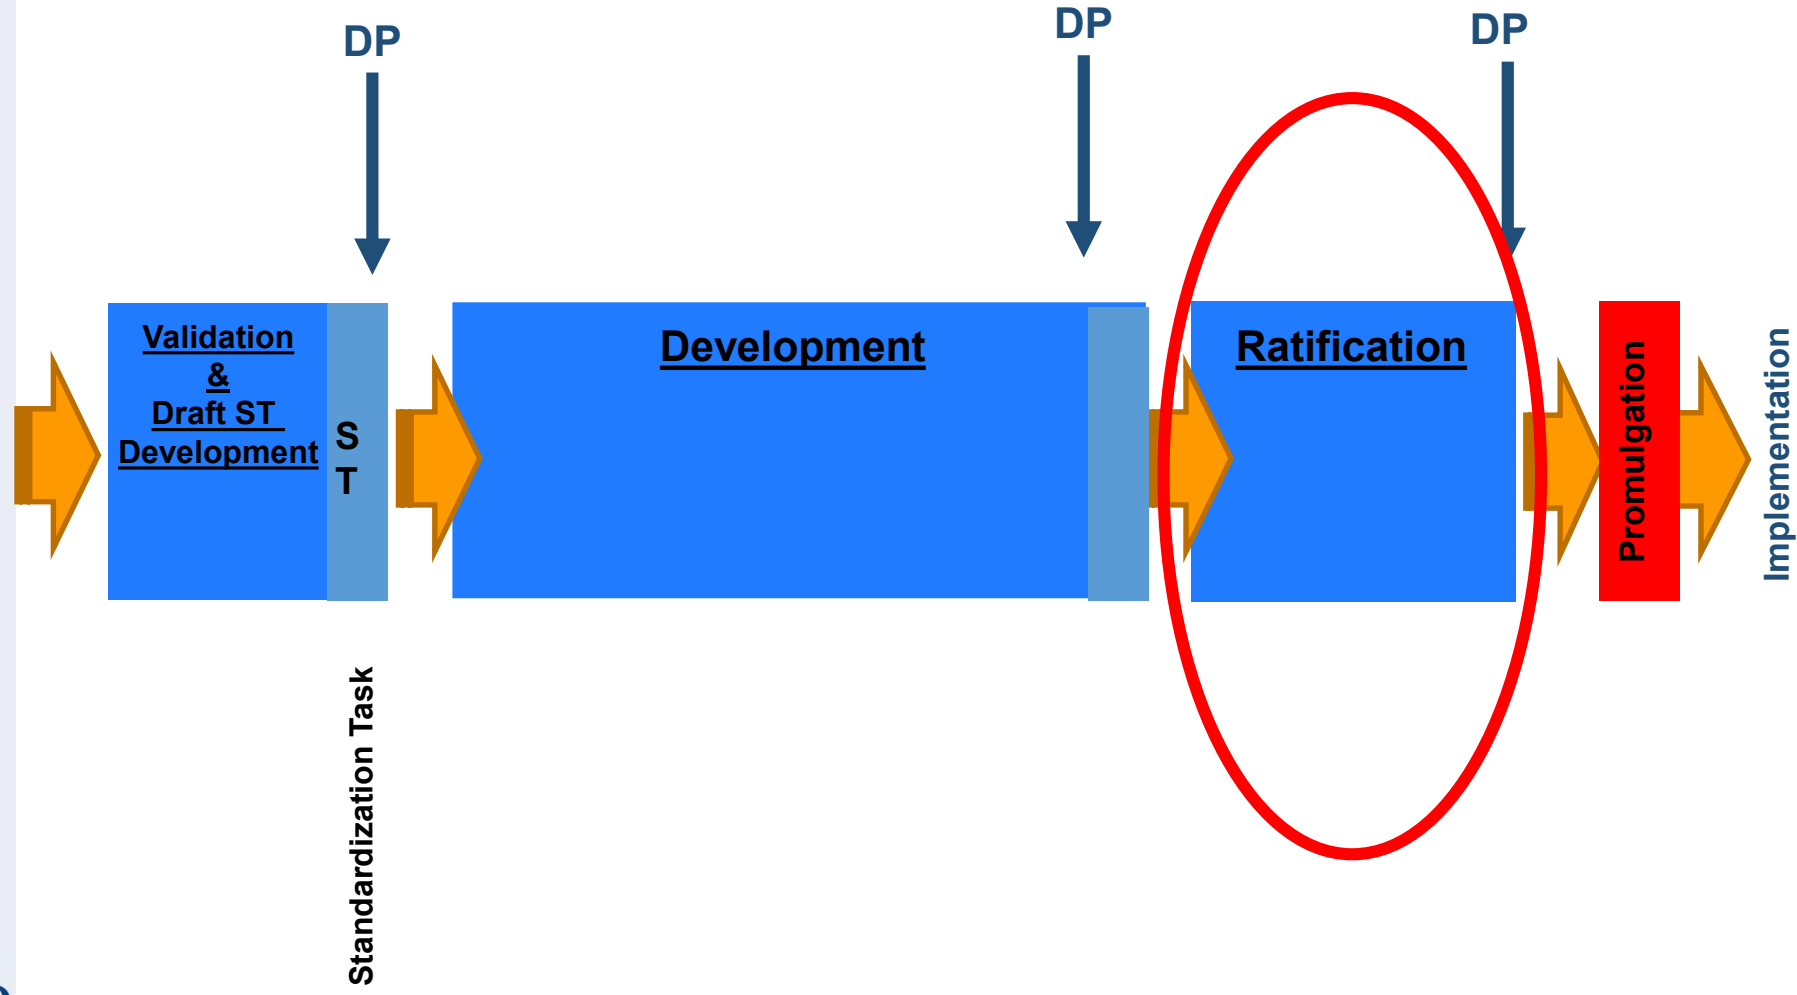 DP
DP
DP
Validation
&
Draft ST
Development
S
T
Development
Ratification
Promulgation
Implementation
Standardization Task